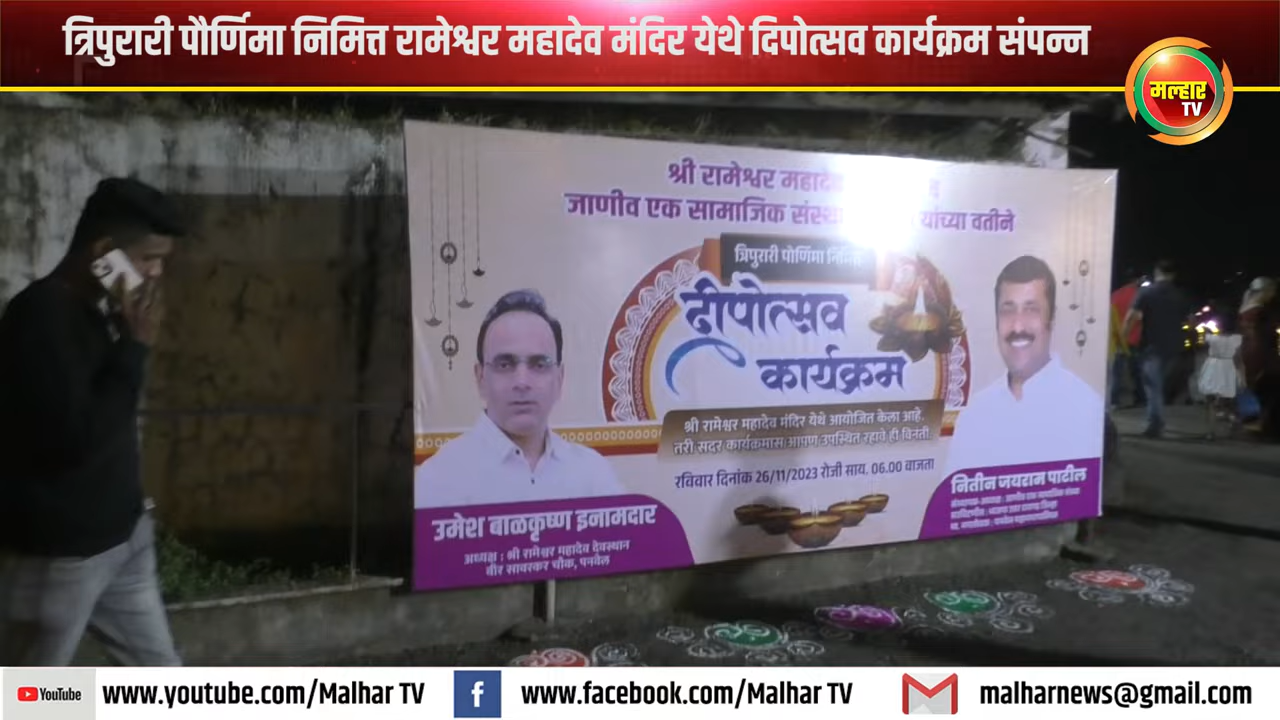 त्रिपुरारी पौर्णिमा निमित्त रामेश्वर महादेव मंदिर येथे दिपोत्सव कार्यक्रम संपन्न
मल्हार
TV
श्री रामेश्वर महादेव
जाणीव एक सामाजिक संस्था यांच्या वतीने
त्रिपुरारी पोर्णिमा निमित्त
दीपोत्सव
कार्यक्रम
श्री रामेश्वर महादेव मंदिर येथे आयोजित केला आहे.
तरी सदर कार्यक्रमास आपण उपस्थित रहावे ही विनंती.
रविवार दिनांक 26/11/2023 रोजी साय. 06.00 वाजता
उमेश बाळकृष्ण इनामदार
अध्यक्ष : श्री रामेश्वर महादेव देवस्थान
वीर सावरकर चौक, पनवेल
नितीन जयराम पाटील
YouTube www.youtube.com/Malhar TV
f www.facebook.com/Malhar TV
malharnews@gmail.com